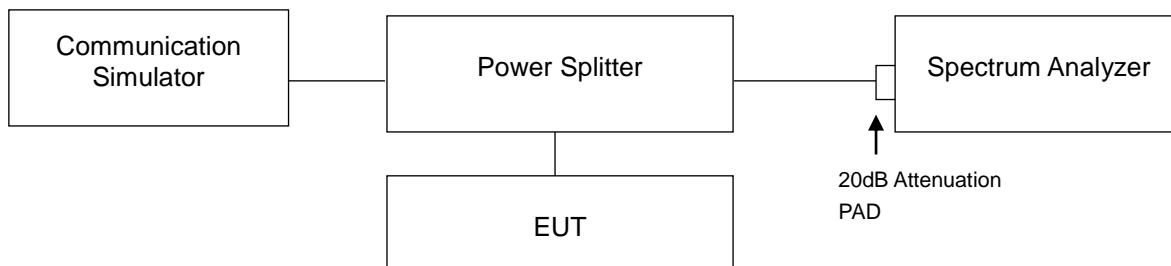 Communication
Simulator
Power Splitter
Spectrum Analyzer
20dB Attenuation
PAD
EUT